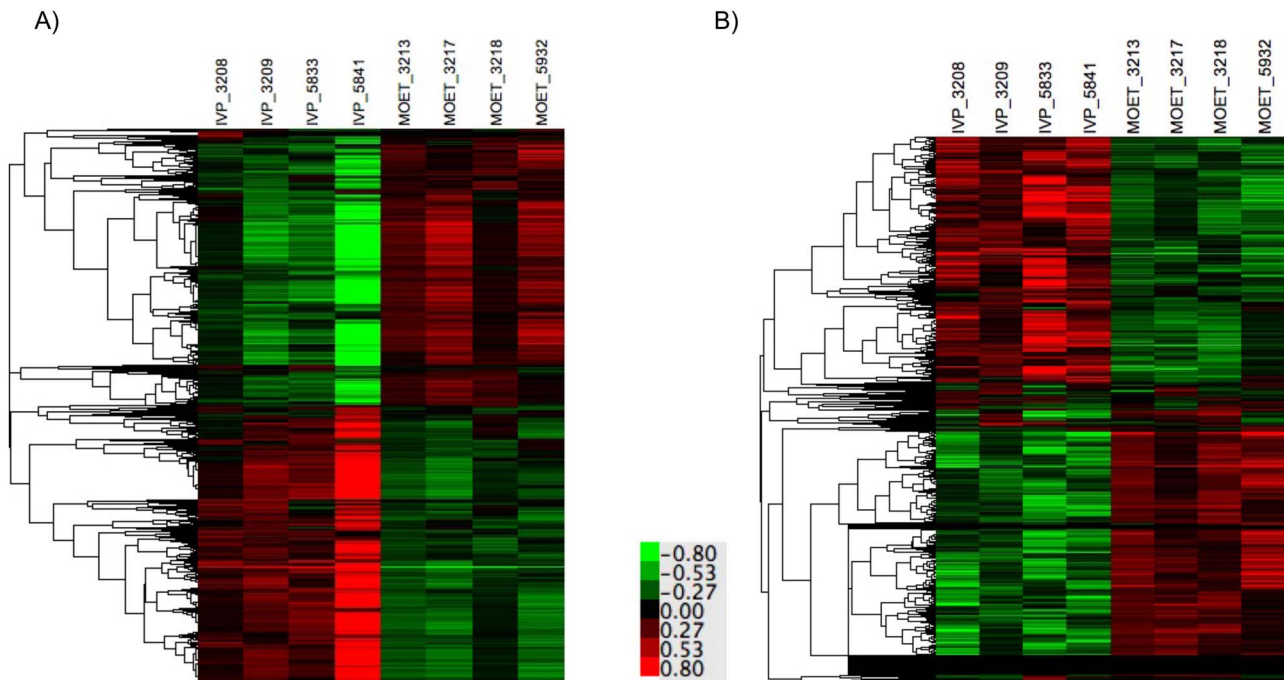 A)
IVP_3208
IVP_3209
IVP_5833
IVP_5841
MOET_3213
MOET_3217
MOET_3218
MOET_5932
B)
IVP_3208
IVP_3209
IVP_5833
IVP_5841
MOET_3213
MOET_3217
MOET_3218
MOET_5932
-0.80
-0.53
-0.27
0.00
0.27
0.53
0.80